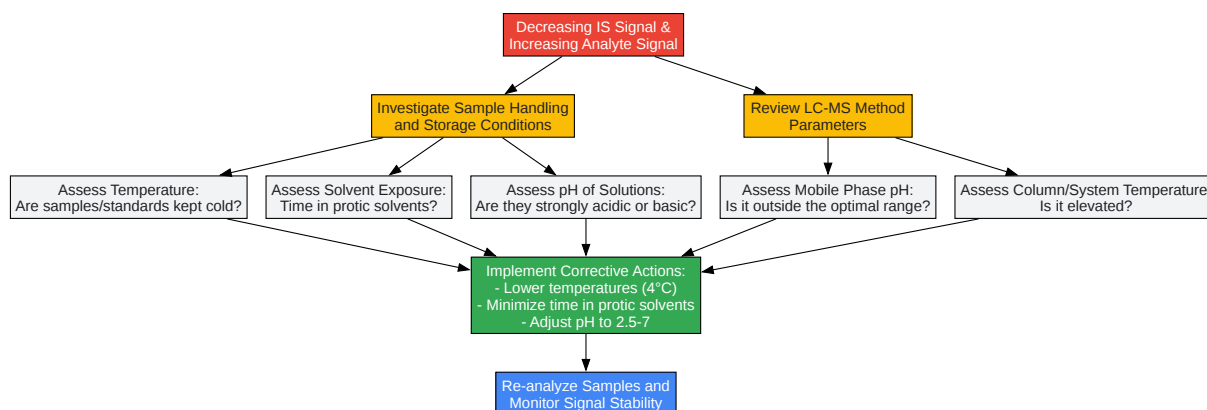 Decreasing IS Signal &
Increasing Analyte Signal
Investigate Sample Handling
and Storage Conditions
Review LC-MS Method
Parameters
Assess Temperature:
Are samples/standards kept cold?
Assess Solvent Exposure:
Time in protic solvents?
Assess pH of Solutions:
Are they strongly acidic or basic?
Assess Mobile Phase pH:
Is it outside the optimal range?
Assess Column/System Temperature:
Is it elevated?
Implement Corrective Actions:
- Lower temperatures (4°C)
- Minimize time in protic solvents
- Adjust pH to 2.5-7
Re-analyze Samples and
Monitor Signal Stability